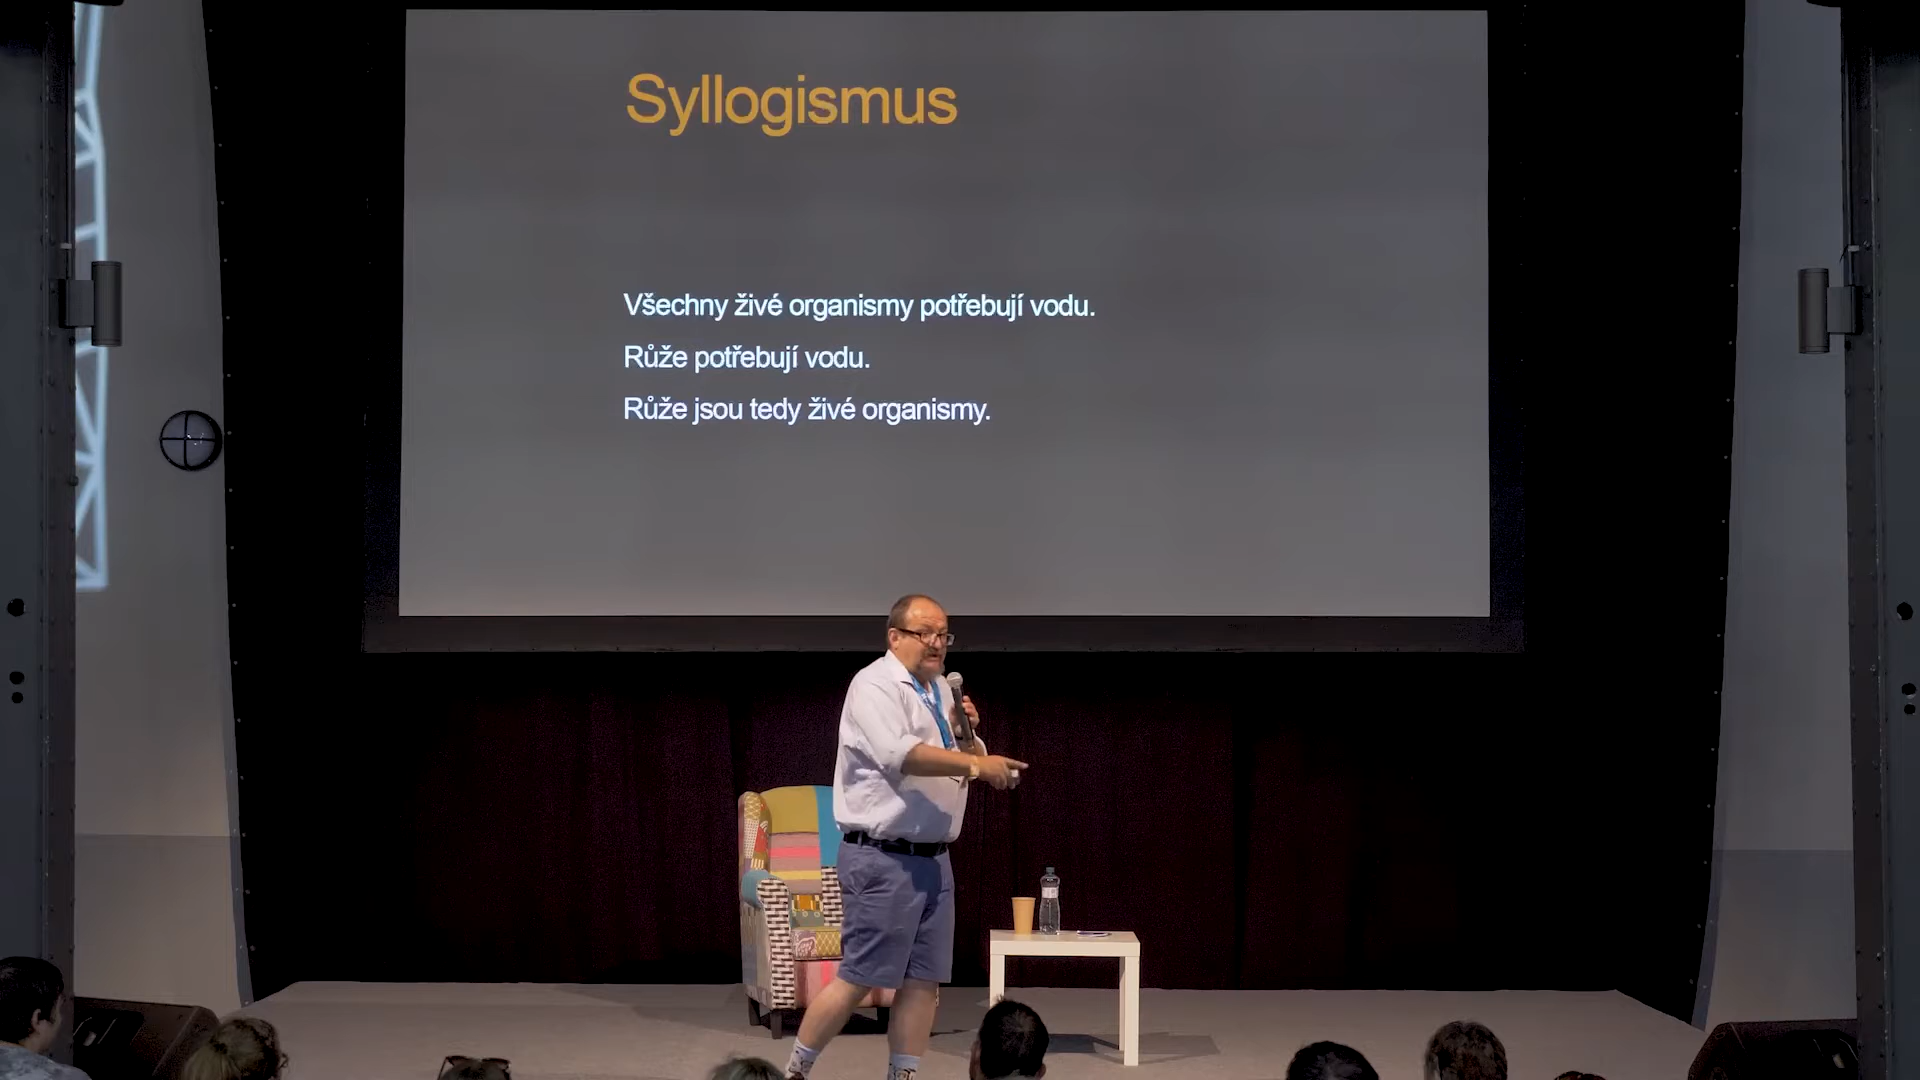 Syllogismus
Všechny živé organismy potřebují vodu.
Růže potřebují vodu.
Růže jsou tedy živé organismy.